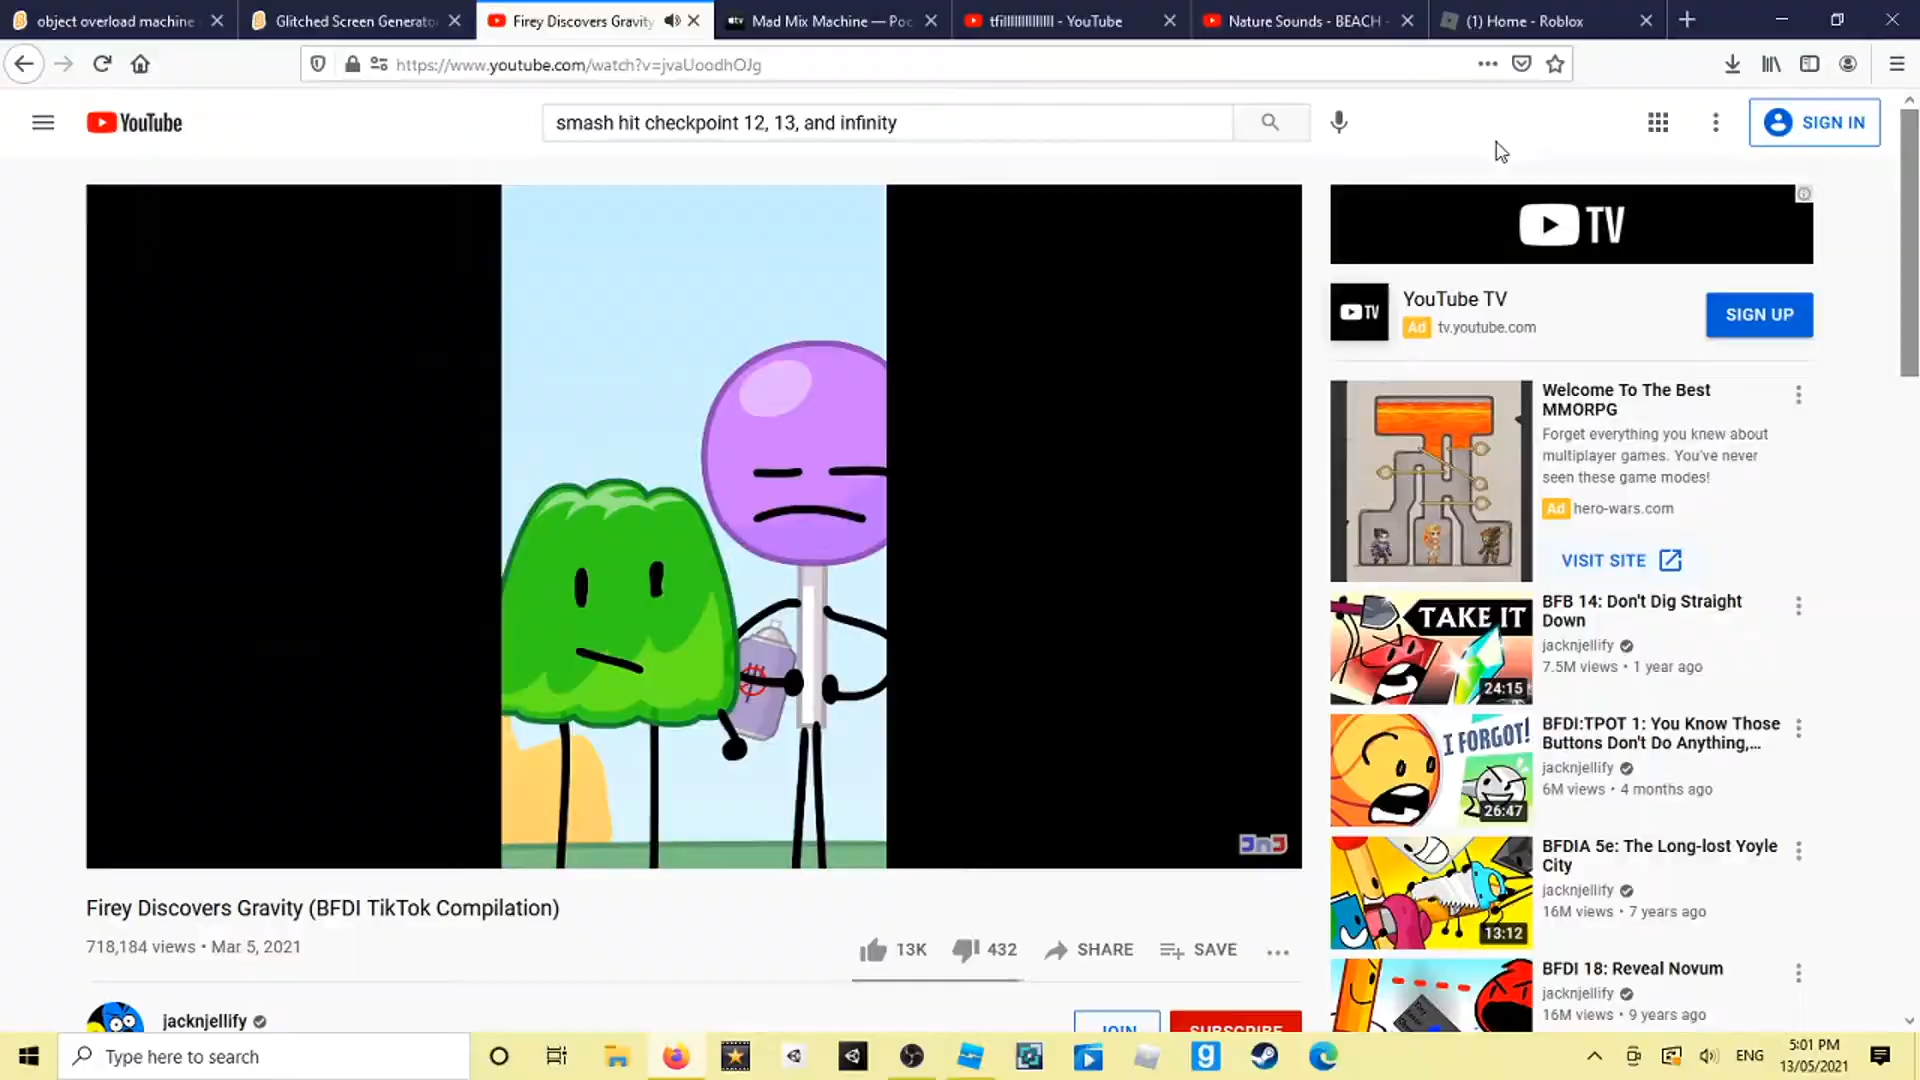 object overload machine
Glitched Screen Generator
Firey Discovers Gravity
Mad Mix Machine — Poc
tfilllllllllllllll - YouTube
Nature Sounds - BEACH -
(1) Home - Roblox
https://www.youtube.com/watch?v=jvaUoodhOJg
YouTube
smash hit checkpoint 12, 13, and infinity
SIGN IN
TV
TV
YouTube TV
Ad tv.youtube.com
SIGN UP
Welcome To The Best
MMORPG
Forget everything you knew about
multiplayer games. You've never
seen these game modes!
Ad hero-wars.com
VISIT SITE
TAKE IT
24:15
BFB 14: Don't Dig Straight
Down
jacknjellify
7.5M views • 1 year ago
I FORGOT!
26:47
BFDI:TPOT 1: You Know Those
Buttons Don't Do Anything,...
jacknjellify
6M views • 4 months ago
13:12
BFDIA 5e: The Long-lost Yoyle
City
jacknjellify
16M views • 7 years ago
BFDI 18: Reveal Novum
jacknjellify
16M views • 9 years ago
JnJ
Firey Discovers Gravity (BFDI TikTok Compilation)
718,184 views • Mar 5, 2021
13K
432
SHARE
SAVE
jacknjellify
JOIN
SUBSCRIBE
Type here to search
ENG
5:01 PM
13/05/2021